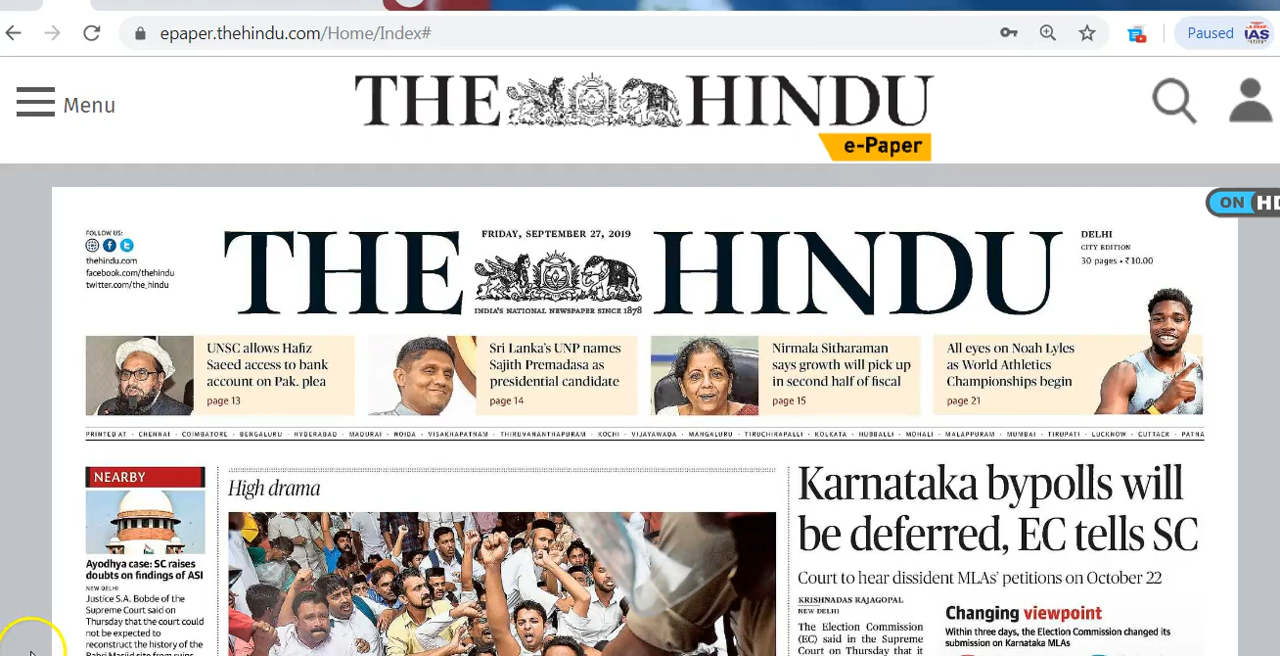 epaper.thehindu.com/Home/Index#
Paused
IAS
Menu
THE HINDU
e-Paper
ON HD
FOLLOW US:
thehindu.com
facebook.com/thehindu
twitter.com/the_hindu
FRIDAY, SEPTEMBER 27, 2019
THE HINDU
INDIA'S NATIONAL NEWSPAPER SINCE 1878
DELHI
CITY EDITION
30 pages • ₹10.00
UNSC allows Hafiz
Saeed access to bank
account on Pak. plea
page 13
Sri Lanka's UNP names
Sajith Premadasa as
presidential candidate
page 14
Nirmala Sitharaman
says growth will pick up
in second half of fiscal
page 15
All eyes on Noah Lyles
as World Athletics
Championships begin
page 21
PRINTED AT · CHENNAI · COIMBATORE · BENGALURU · HYDERABAD · MADURAI · NOIDA · VISAKHAPATNAM · THIRUVANANTHAPURAM · KOCHI · VIJAYAWADA · MANGALURU · TIRUCHIRAPALLI · KOLKATA · HUBBALLI · MOHALI · MALAPPURAM · MUMBAI · TIRUPATI · LUCKNOW · CUTTACK · PATNA
NEARBY
Ayodhya case: SC raises
doubts on findings of ASI
NEW DELHI
Justice S.A. Bobde of the
Supreme Court said on
Thursday that the court could
not be expected to
reconstruct the history of the
Babri Masjid site from ruins
High drama
Karnataka bypolls will
be deferred, EC tells SC
Court to hear dissident MLAs' petitions on October 22
KRISHNADAS RAJAGOPAL
NEW DELHI
The Election Commission
(EC) said in the Supreme
Court on Thursday that it
Changing viewpoint
Within three days, the Election Commission changed its
submission on Karnataka MLAs